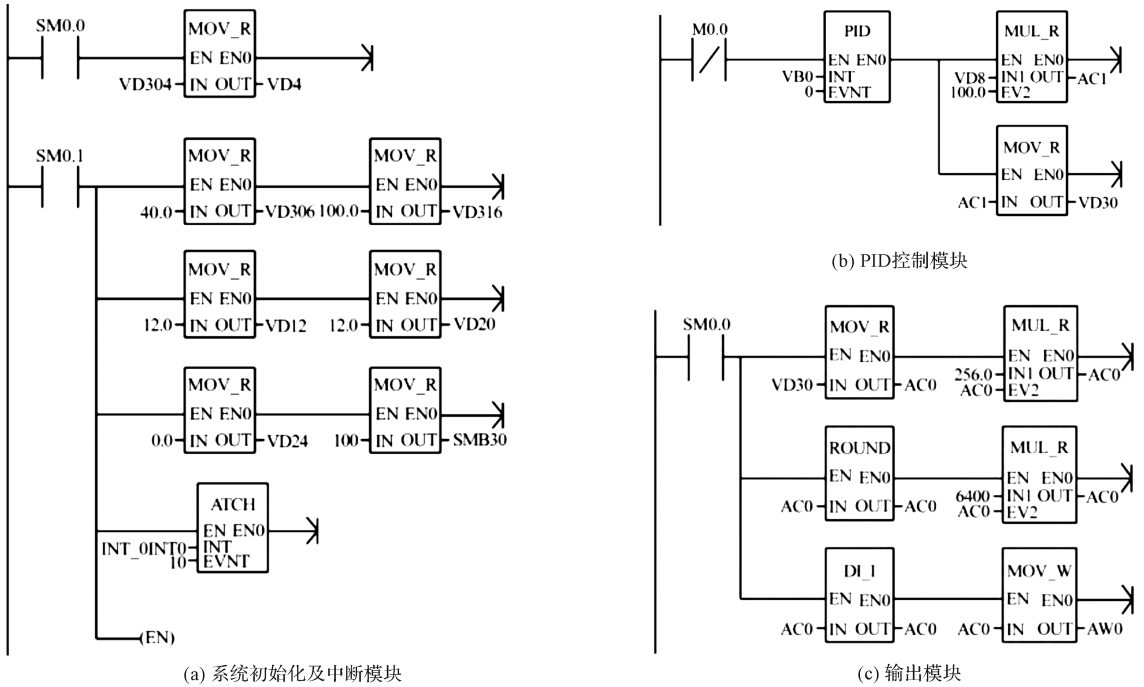 SM0.0
MOV_R
EN EN0
VD304 IN OUT VD4
SM0.1
MOV_R MOV_R
EN EN0 EN EN0
40.0 IN OUT VD306 100.0 IN OUT VD316
MOV_R MOV_R
EN EN0 EN EN0
12.0 IN OUT VD12 12.0 IN OUT VD20
MOV_R MOV_R
EN EN0 EN EN0
0.0 IN OUT VD24 100 IN OUT SMB30
ATCH
EN EN0
INT_0INT0 INT
10 EVNT
(EN)
(a) 系统初始化及中断模块
M0.0
PID MUL_R
EN EN0 EN EN0
VB0 INT VD8 IN1 OUT AC1
0 EVNT 100.0 EV2
MOV_R
EN EN0
AC1 IN OUT VD30
(b) PID控制模块
SM0.0
MOV_R MUL_R
EN EN0 EN EN0
VD30 IN OUT AC0 256.0 IN1 OUT AC0
AC0 EV2
ROUND MUL_R
EN EN0 EN EN0
AC0 IN OUT AC0 6400 IN1 OUT AC0
AC0 EV2
DI_I MOV_W
EN EN0 EN EN0
AC0 IN OUT AC0 AC0 IN OUT AW0
(c) 输出模块